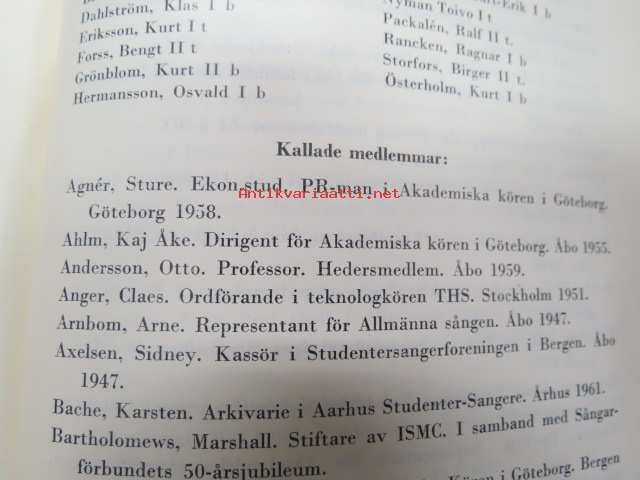 Dahlström, Klas I b
Eriksson, Kurt I t
Forss, Bengt II t
Grönblom, Kurt II b
Hermansson, Osvald I b
Erik I b
Nyman Toivo I t
Packalén, Ralf II t.
Rancken, Ragnar I b
Storfors, Birger II t.
Österholm, Kurt I b
Kallade medlemmar:
Agnér, Sture. Ekon.stud. PR-man i Akademiska kören i Göteborg.
Göteborg 1958.
Antikvariaatti.net
Ahlm, Kaj Åke. Dirigent för Akademiska kören i Göteborg. Åbo 1955.
Andersson, Otto. Professor. Hedersmedlem. Åbo 1959.
Anger, Claes. Ordförande i teknologkören THS. Stockholm 1951.
Arnbom, Arne. Representant för Allmänna sången. Åbo 1947.
Axelsen, Sidney. Kassör i Studentersangerforeningen i Bergen. Åbo
1947.
Bache, Karsten. Arkivarie i Aarhus Studenter-Sangere. Århus 1961.
Bartholomews, Marshall. Stiftare av ISMC. I samband med Sångar-
förbundets 50-årsjubileum.
Kören i Göteborg. Bergen